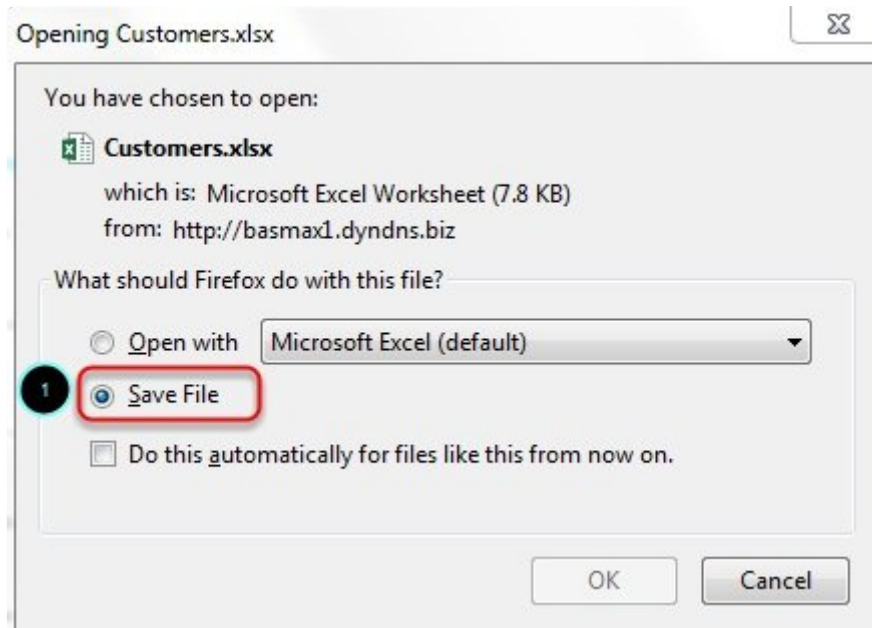 Opening Customers.xlsx
You have chosen to open:
Customers.xlsx
which is: Microsoft Excel Worksheet (7.8 KB)
from: http://basmax1.dyndns.biz
What should Firefox do with this file?
Open with Microsoft Excel (default)
1 Save File
Do this automatically for files like this from now on.
OK Cancel